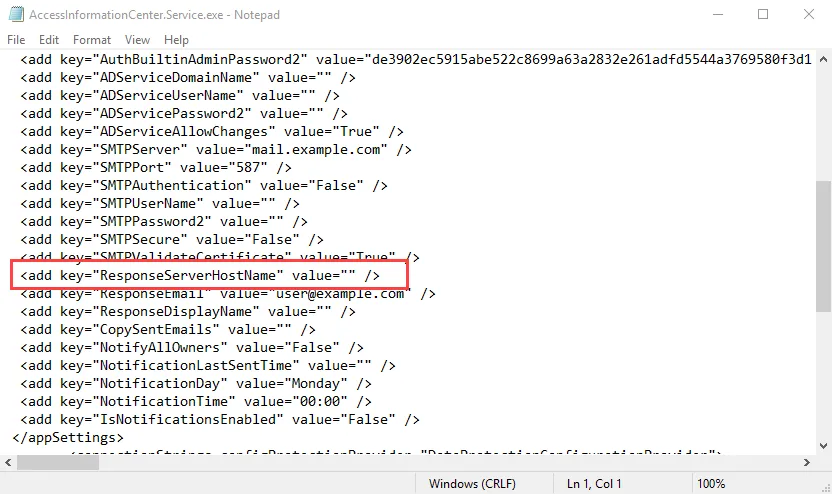 AccessInformationCenter.Service.exe - Notepad
File Edit Format View Help
<add key="AuthBuiltinAdminPassword2" value="de3902ec5915abe522c8699a63a2832e261adfd5544a3769580f3d1
<add key="ADServiceDomainName" value="" />
<add key="ADServiceUserName" value="" />
<add key="ADServicePassword2" value="" />
<add key="ADServiceAllowChanges" value="True" />
<add key="SMTPServer" value="mail.example.com" />
<add key="SMTPPort" value="587" />
<add key="SMTPAuthentication" value="False" />
<add key="SMTPUserName" value="" />
<add key="SMTPPassword2" value="" />
<add key="SMTPSecure" value="False" />
<add key="SMTPValidateCertificate" value="True" />
<add key="ResponseServerHostName" value="" />
<add key="ResponseEmail" value="user@example.com" />
<add key="ResponseDisplayName" value="" />
<add key="CopySentEmails" value="" />
<add key="NotifyAllOwners" value="False" />
<add key="NotificationLastSentTime" value="" />
<add key="NotificationDay" value="Monday" />
<add key="NotificationTime" value="00:00" />
<add key="IsNotificationsEnabled" value="False" />
</appSettings>
<connectionStrings configProtectionProvider="DataProtectionConfigurationProvider">
Windows (CRLF) Ln 1, Col 1 100%